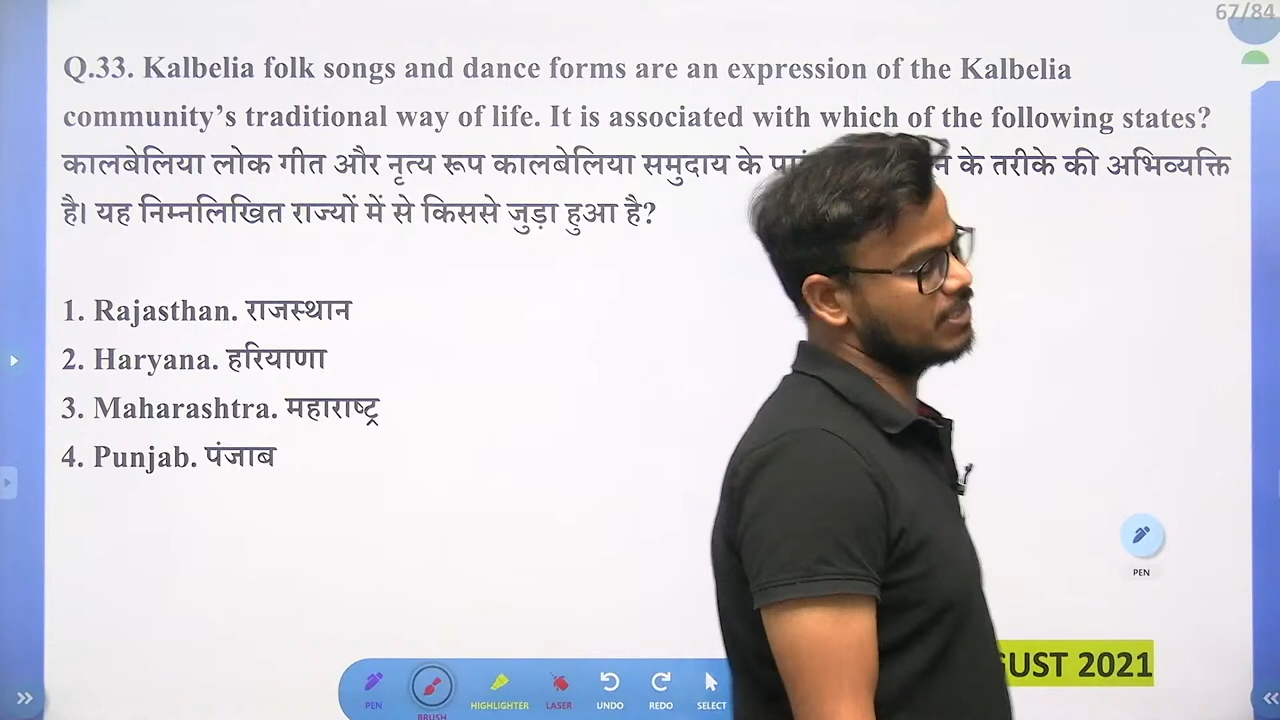 67/84
Q.33. Kalbelia folk songs and dance forms are an expression of the Kalbelia
community’s traditional way of life. It is associated with which of the following states?
कालबेलिया लोक गीत और नृत्य रूप कालबेलिया समुदाय के के तरीके की अभिव्यक्ति
है। यह निम्नलिखित राज्यों में से किससे जुड़ा हुआ है?
1. Rajasthan. राजस्थान
2. Haryana. हरियाणा
3. Maharashtra. महाराष्ट्र
4. Punjab. पंजाब
PEN
2021
PEN BRUSH HIGHLIGHTER LASER UNDO REDO SELECT